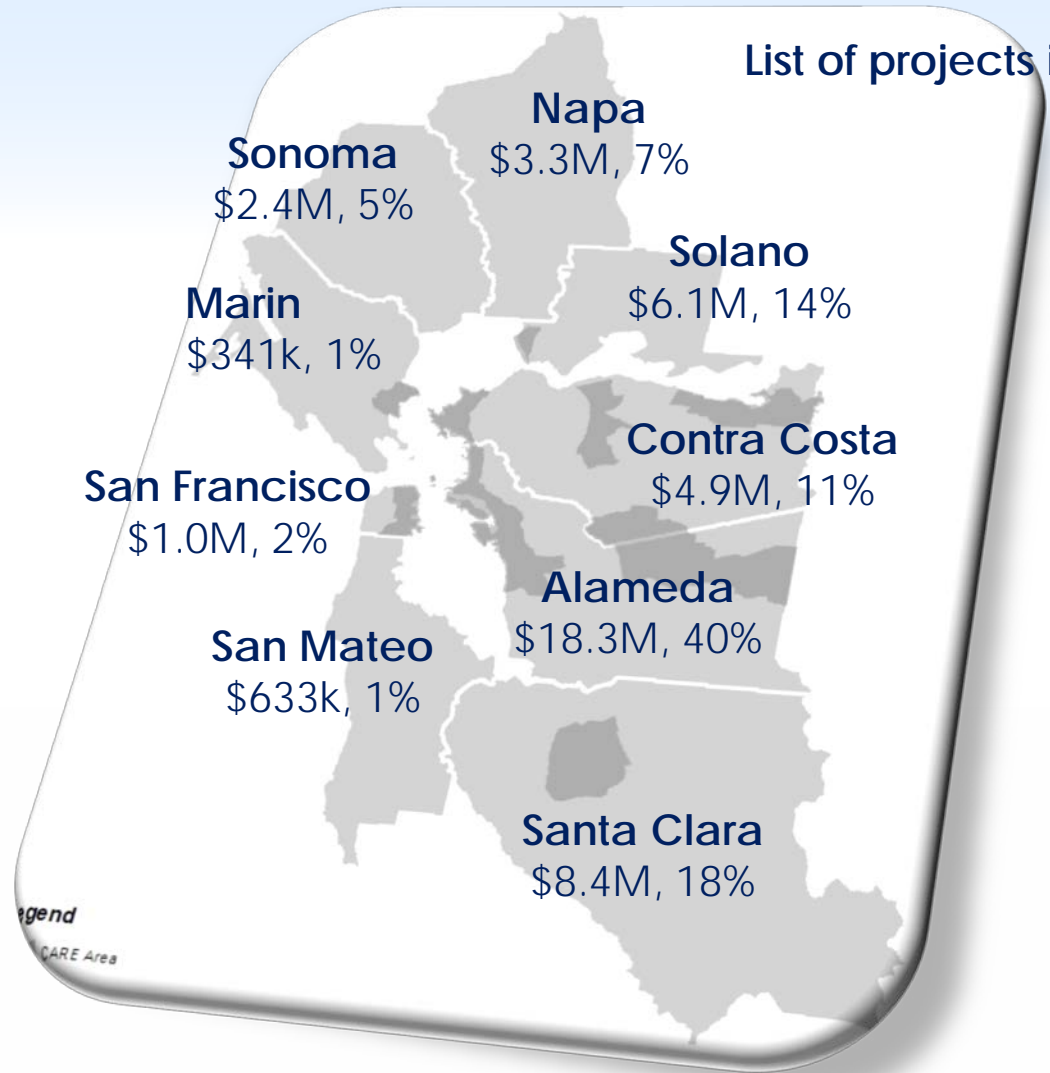 List of projects
Napa
$3.3M, 7%
Sonoma
$2.4M, 5%
Solano
$6.1M, 14%
Marin
$341k, 1%
Contra Costa
$4.9M, 11%
San Francisco
$1.0M, 2%
Alameda
$18.3M, 40%
San Mateo
$633k, 1%
Santa Clara
$8.4M, 18%
egend
CARE Area